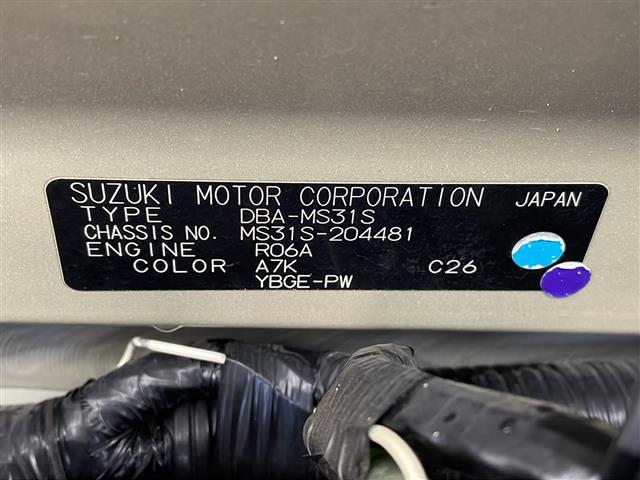 SUZUKI MOTOR CORPORATION JAPAN
TYPE DBA-MS31S
CHASSIS NO. MS31S-204481
ENGINE R06A
COLOR A7K C26
YBGE-PW